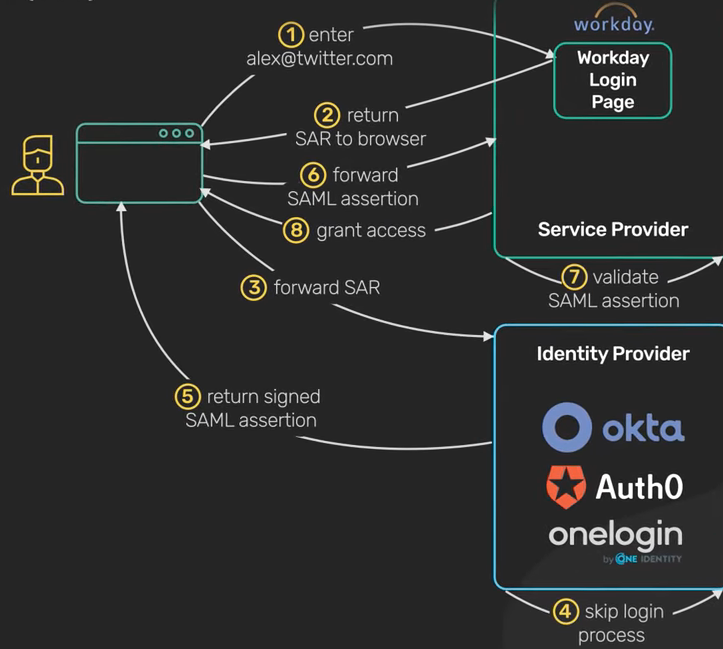 workday.
Workday
Login
Page
1 enter
alex@twitter.com
2 return
SAR to browser
6 forward
SAML assertion
8 grant access
Service Provider
7 validate
SAML assertion
3 forward SAR
Identity Provider
5 return signed
SAML assertion
okta
Auth0
onelogin
by ONE IDENTITY
4 skip login
process